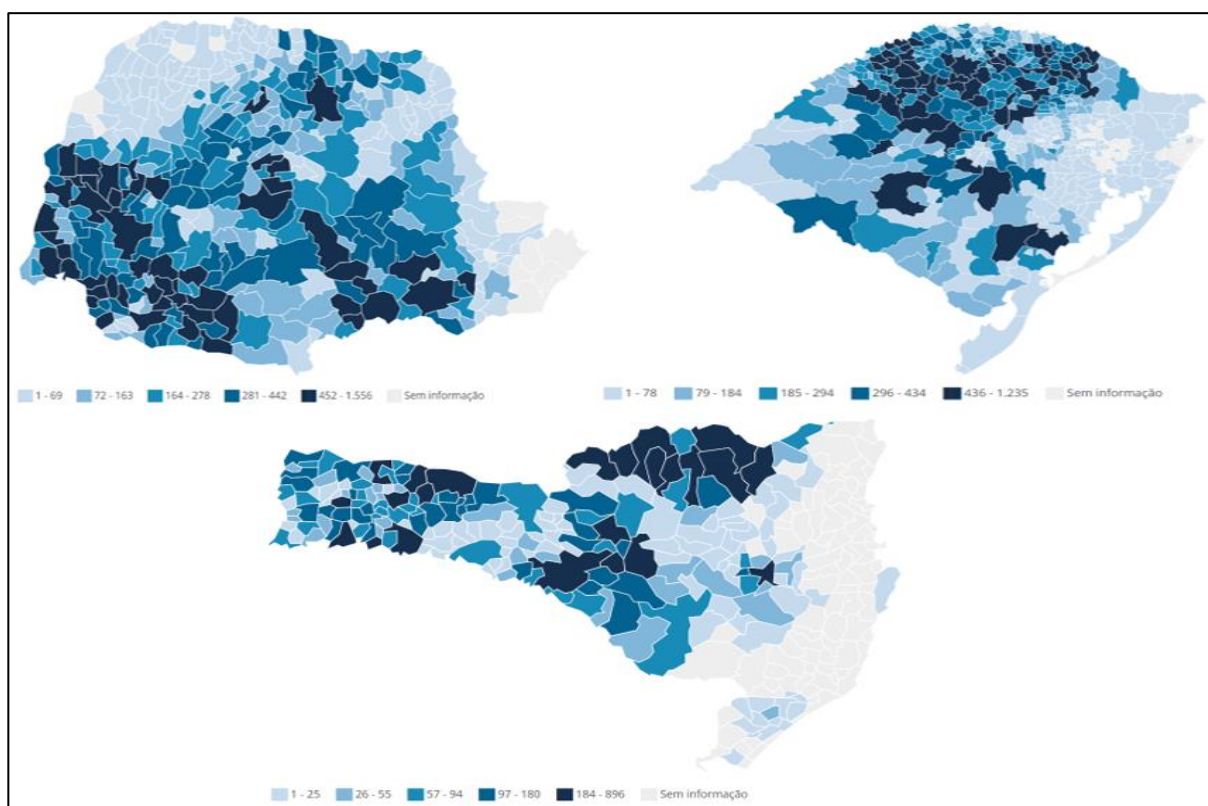 1 - 69 72 - 163 164 - 278 281 - 442 452 - 1.556 Sem informação
1 - 78 79 - 184 185 - 294 296 - 434 436 - 1.235 Sem informação
1 - 25 26 - 55 57 - 94 97 - 180 184 - 896 Sem informação